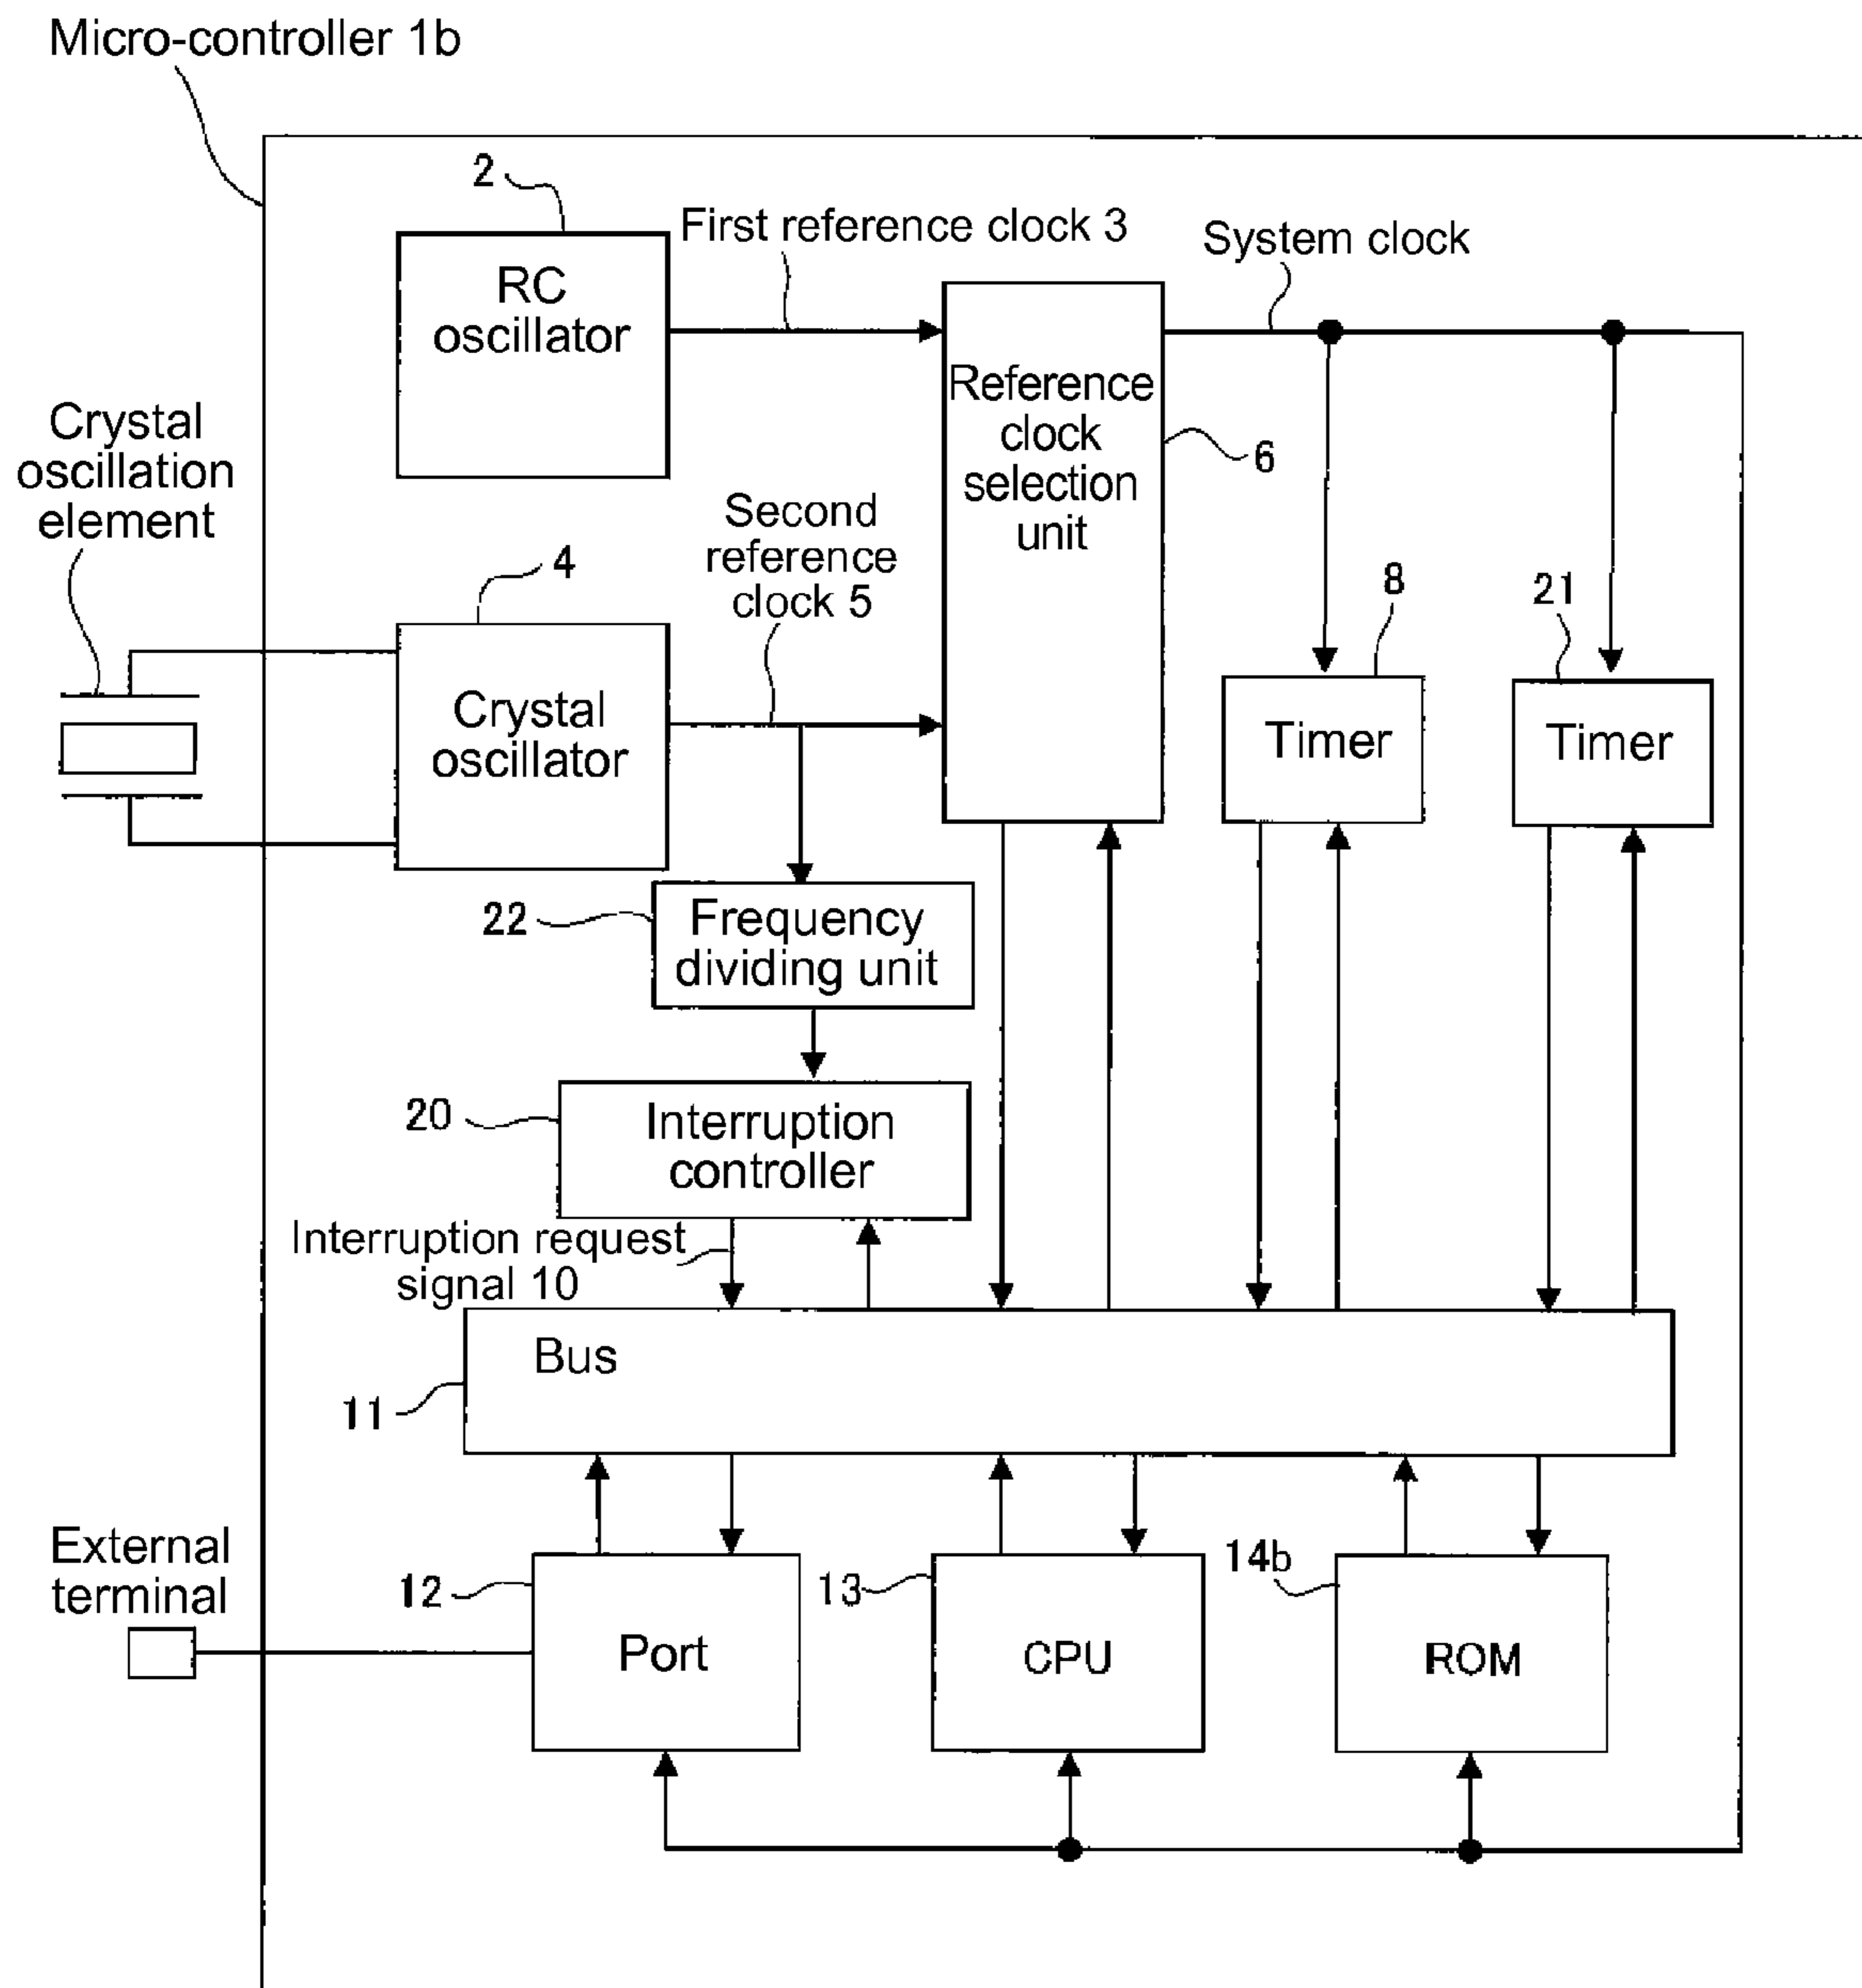 Micro-controller 1b
2
First reference clock 3
System clock
RC
oscillator
Reference
clock
selection
unit
6
Crystal
oscillation
element
Second
reference
clock 5
4
8
21
Crystal
oscillator
Timer
Timer
22
Frequency
dividing unit
20
Interruption
controller
Interruption request
signal 10
Bus
11
External
terminal
12
Port
13
CPU
14b
ROM